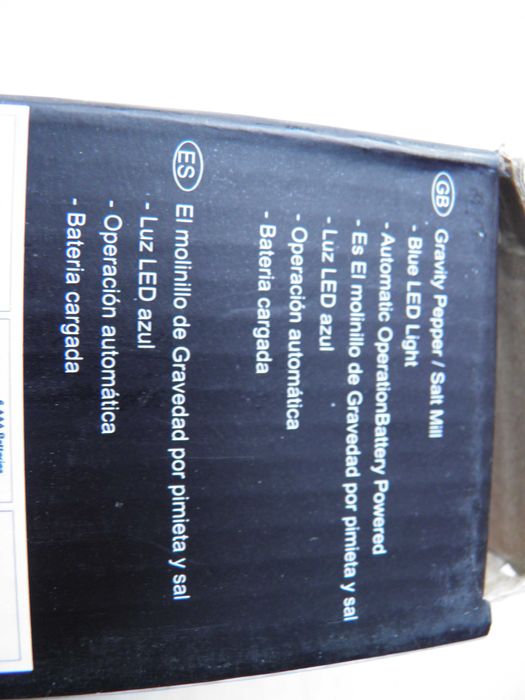 GB Gravity Pepper / Salt Mill
- Blue LED Light
- Automatic OperationBattery Powered
- Es El molinillo de Gravedad por pimieta y sal
- Luz LED azul
- Operación automática
- Bateria cargada
ES El molinillo de Gravedad por pimieta y sal
- Luz LED azul
- Operación automática
- Bateria cargada
AAA Batteries